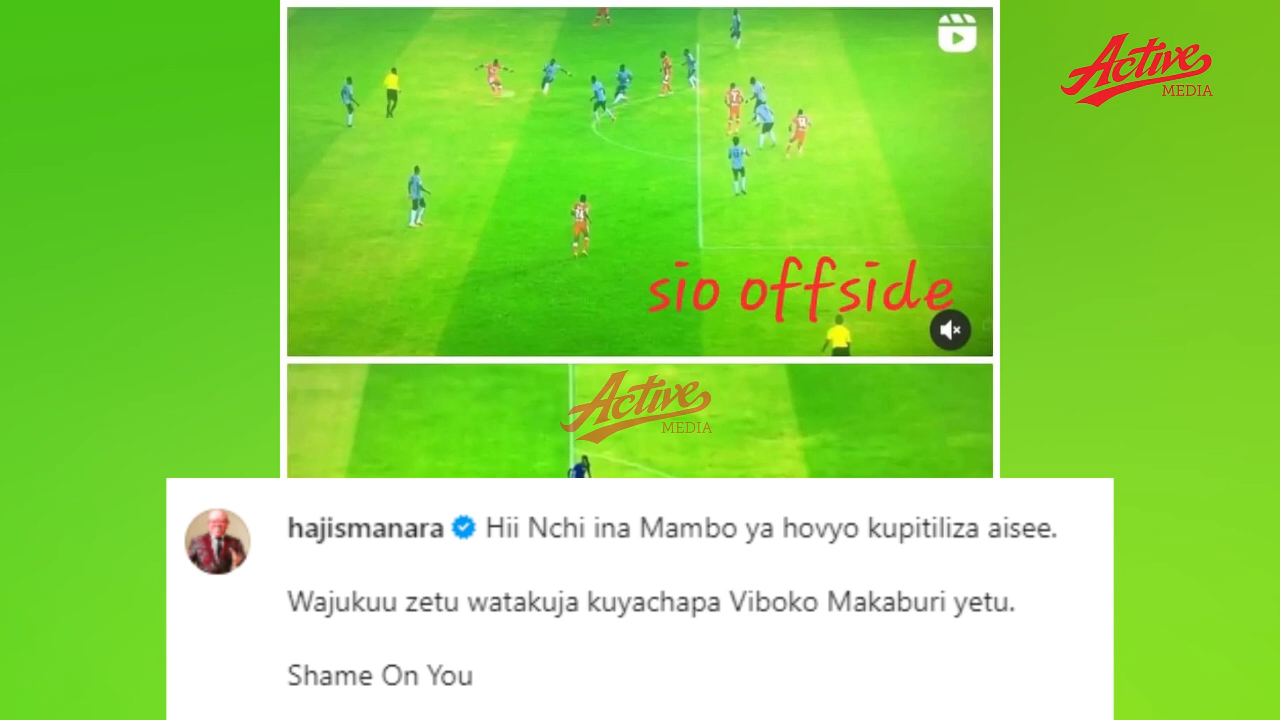 Active
MEDIA
sio offside
Active
MEDIA
hajismanara Hii Nchi ina Mambo ya hovyo kupitiliza aisee.
Wajukuu zetu watakuja kuyachapa Viboko Makaburi yetu.
Shame On You